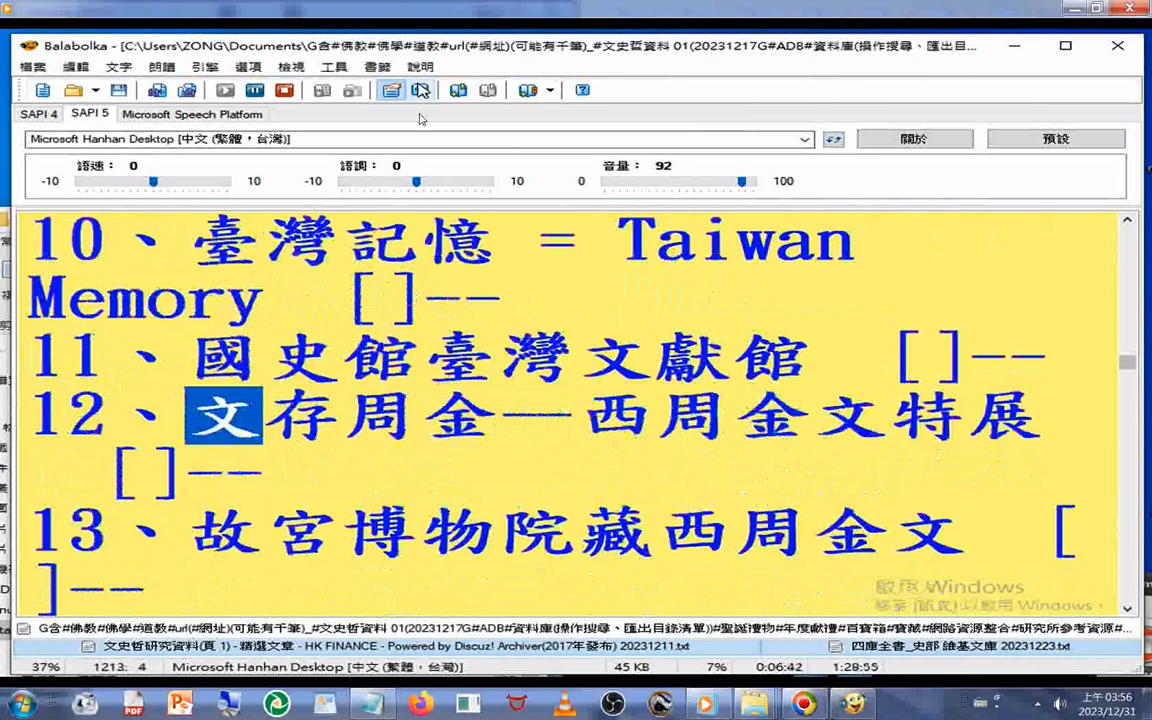 Balabolka - [C:\Users\ZONG\Documents\G含#佛教#佛學#道教#url(#網址)(可能有千筆)_#文史哲資料 01(20231217G#ADB#資料庫(操作搜尋、匯出目...
檔案 編輯 文字 朗讀 引擎 選項 檢視 工具 書籤 說明
SAPI 4 SAPI 5 Microsoft Speech Platform
Microsoft Hanhan Desktop [中文 (繁體，台灣)] 關於 預設
語速： 0 語調： 0 音量： 92
-10 10 -10 10 0 100
10、臺灣記憶 = Taiwan
Memory []--
11、國史館臺灣文獻館 []--
12、文存周金—西周金文特展
[]--
13、故宮博物院藏西周金文 [
]--
啟用 Windows
移至 [設定] 以啟用 Windows。
G含#佛教#佛學#道教#url(#網址)(可能有千筆)_#文史哲資料 01(20231217G#ADB#資料庫(操作搜尋、匯出目錄清單))#聖誕禮物#年度獻禮#百寶箱#寶藏#網路資源整合#研究所參考資源#...
文史哲研究資料(頁 1) - 精選文章 - HK FINANCE - Powered by Discuz! Archiver(2017年發布) 20231211.txt 四庫全書_史部 維基文庫 20231223.txt
37% 1213: 4 Microsoft Hanhan Desktop [中文 (繁體，台灣)] 45 KB 7% 0:06:42 1:28:55
上午 03:56
2023/12/31